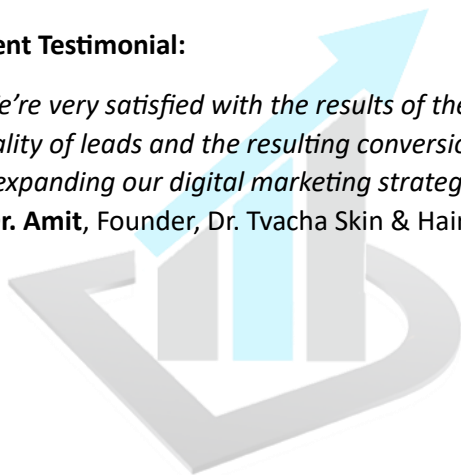 ent Testimonial:
e're very satisfied with the results of the
ality of leads and the resulting conversio
expanding our digital marketing strateg
r. Amit, Founder, Dr. Tvacha Skin & Hair